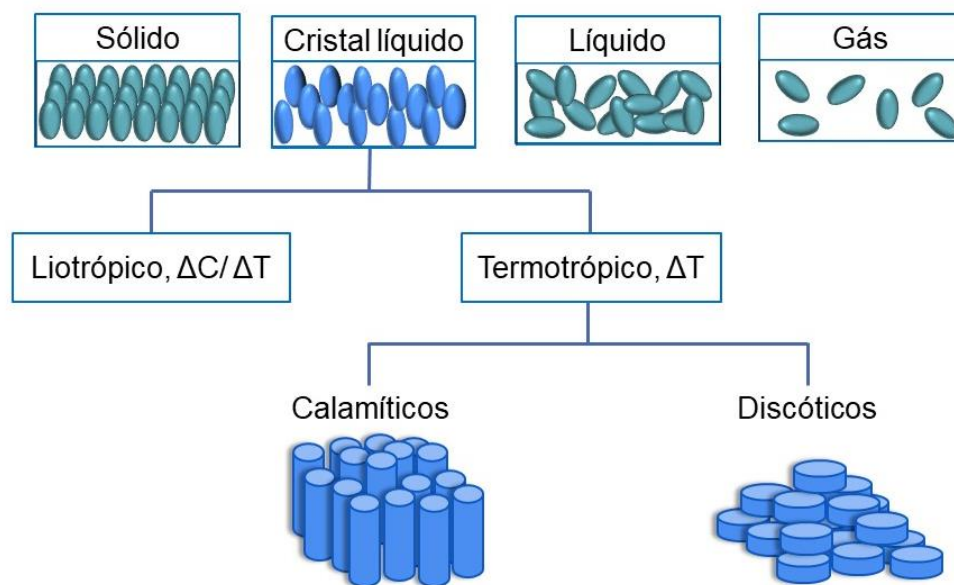 Sólido
Cristal líquido
Líquido
Gás
Liotrópico, ΔC/ ΔT
Termotrópico, ΔT
Calamíticos
Discóticos